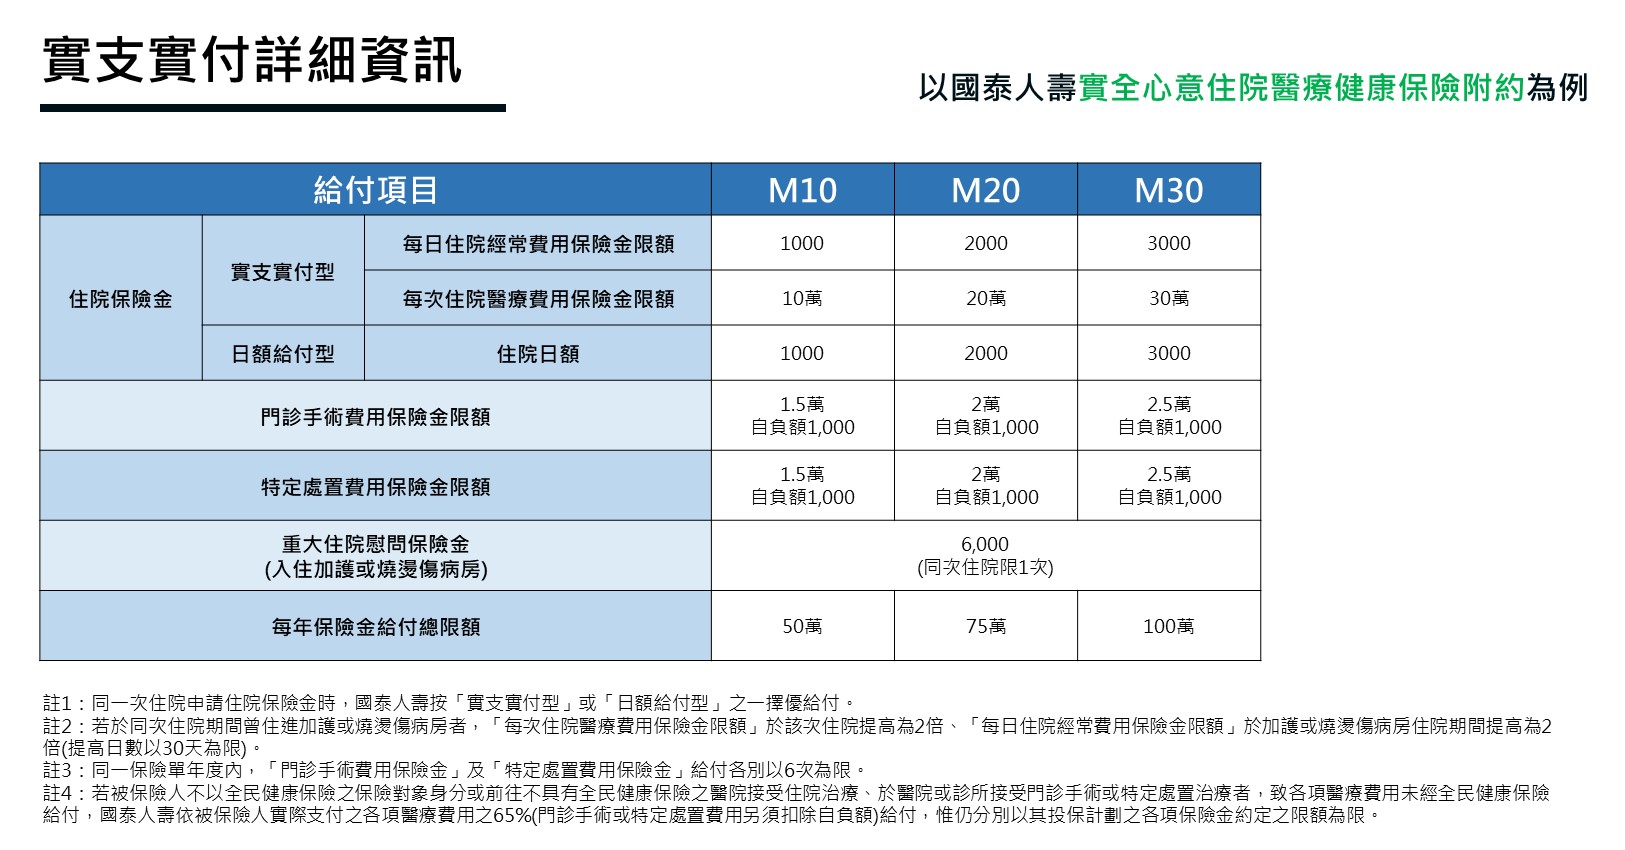 實支實付詳細資訊
以國泰人壽實全心意住院醫療健康保險附約為例
給付項目 M10 M20 M30
住院保險金 實支實付型 每日住院經常費用保險金限額 1000 2000 3000
每次住院醫療費用保險金限額 10萬 20萬 30萬
日額給付型 住院日額 1000 2000 3000
門診手術費用保險金限額 1.5萬 2萬 2.5萬
自負額1,000 自負額1,000 自負額1,000
特定處置費用保險金限額 1.5萬 2萬 2.5萬
自負額1,000 自負額1,000 自負額1,000
重大住院慰問保險金 6,000
(入住加護或燒燙傷病房) (同次住院限1次)
每年保險金給付總限額 50萬 75萬 100萬
註1：同一次住院申請住院保險金時，國泰人壽按「實支實付型」或「日額給付型」之一擇優給付。
註2：若於同次住院期間曾住進加護或燒燙傷病房者，「每次住院醫療費用保險金限額」於該次住院提高為2倍、「每日住院經常費用保險金限額」於加護或燒燙傷病房住院期間提高為2
倍(提高日數以30天為限)。
註3：同一保險單年度內，「門診手術費用保險金」及「特定處置費用保險金」給付各別以6次為限。
註4：若被保險人不以全民健康保險之保險對象身分或前往不具有全民健康保險之醫院接受住院治療、於醫院或診所接受門診手術或特定處置治療者，致各項醫療費用未經全民健康保險
給付，國泰人壽依被保險人實際支付之各項醫療費用之65%(門診手術或特定處置費用另須扣除自負額)給付，惟仍分別以其投保計劃之各項保險金約定之限額為限。